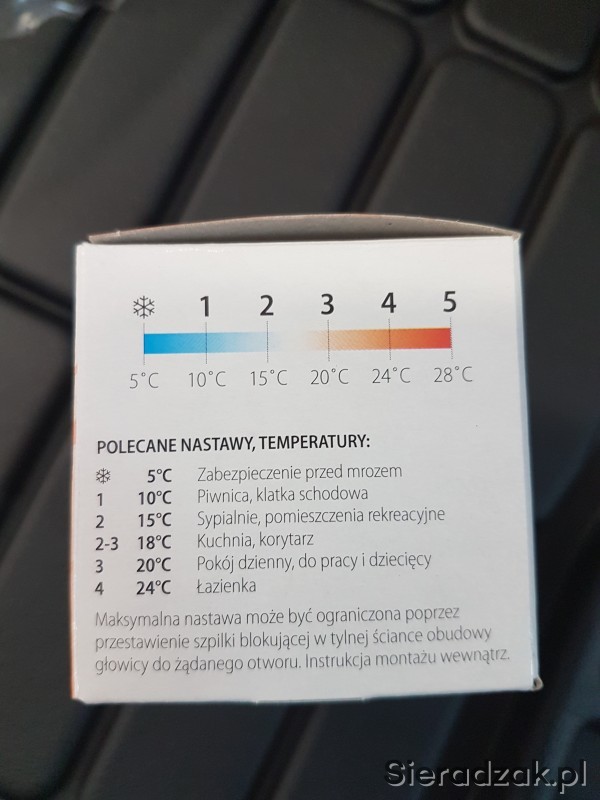 1 2 3 4 5
5°C 10°C 15°C 20°C 24°C 28°C
POLECANE NASTAWY, TEMPERATURY:
5°C Zabezpieczenie przed mrozem
1 10°C Piwnica, klatka schodowa
2 15°C Sypialnie, pomieszczenia rekreacyjne
2-3 18°C Kuchnia, korytarz
3 20°C Pokój dzienny, do pracy i dziecięcy
4 24°C Łazienka
Maksymalna nastawa może być ograniczona poprzez
przestawienie szpilki blokującej w tylnej ściance obudowy
głowicy do żądanego otworu. Instrukcja montażu wewnątrz.
Sieradzak.pl